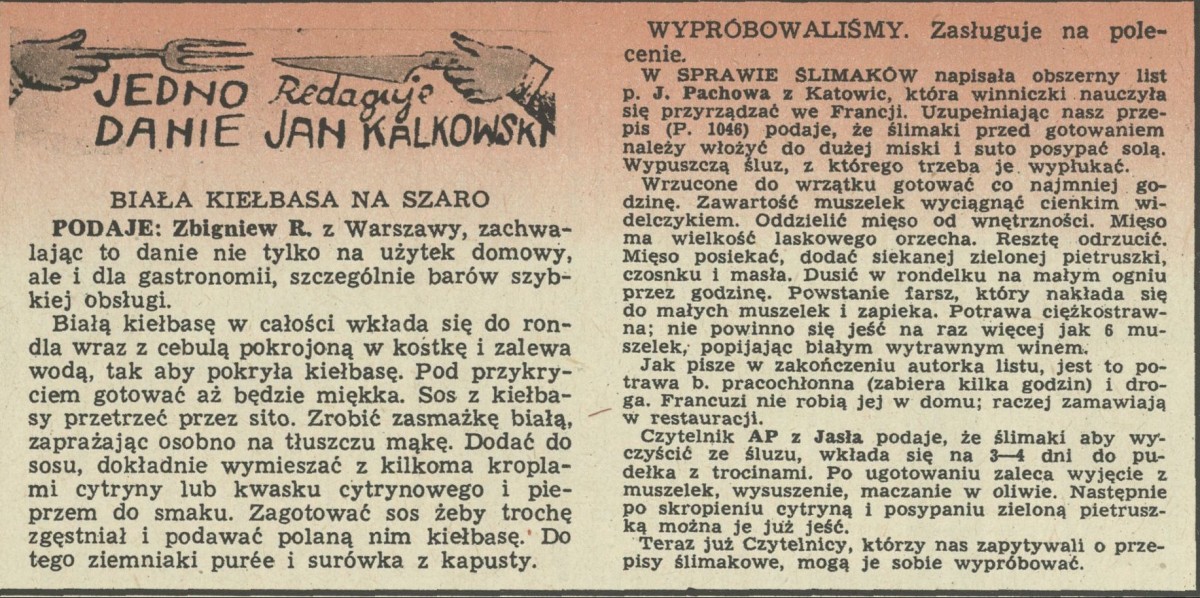 JEDNO Redaguje
DANIE JAN KALKOWSKI
BIAŁA KIEŁBASA NA SZARO
PODAJE: Zbigniew R. z Warszawy, zachwa-
lając to danie nie tylko na użytek domowy,
ale i dla gastronomii, szczególnie barów szyb-
kiej obsługi.
Białą kiełbasę w całości wkłada się do ron-
dla wraz z cebulą pokrojoną w kostkę i zalewa
wodą, tak aby pokryła kiełbasę. Pod przykry-
ciem gotować aż będzie miękka. Sos z kiełba-
sy przetrzeć przez sito. Zrobić zasmażkę białą,
zaprażając osobno na tłuszczu mąkę. Dodać do
sosu, dokładnie wymieszać z kilkoma kropla-
mi cytryny lub kwasku cytrynowego i pie-
przem do smaku. Zagotować sos żeby trochę
zgęstniał i podawać polaną nim kiełbasę. Do
tego ziemniaki purée i surówka z kapusty.
WYPRÓBOWALIŚMY. Zasługuje na pole-
cenie.
W SPRAWIE ŚLIMAKÓW napisała obszerny list
p. J. Pachowa z Katowic, która winniczki nauczyła
się przyrządzać we Francji. Uzupełniając nasz prze-
pis (P. 1046) podaje, że ślimaki przed gotowaniem
należy włożyć do dużej miski i suto posypać solą.
Wypuszczą śluz, z którego trzeba je wypłukać.
Wrzucone do wrzątku gotować co najmniej go-
dzinę. Zawartość muszelek wyciągnąć cienkim wi-
delczykiem. Oddzielić mięso od wnętrzności. Mięso
ma wielkość laskowego orzecha. Resztę odrzucić.
Mięso posiekać, dodać siekanej zielonej pietruszki,
czosnku i masła. Dusić w rondelku na małym ogniu
przez godzinę. Powstanie farsz, który nakłada się
do małych muszelek i zapieka. Potrawa ciężkostraw-
na; nie powinno się jeść na raz więcej jak 6 mu-
szelek, popijając białym wytrawnym winem.
Jak pisze w zakończeniu autorka listu, jest to po-
trawa b. pracochłonna (zabiera kilka godzin) i dro-
ga. Francuzi nie robią jej w domu; raczej zamawiają
w restauracji.
Czytelnik AP z Jasła podaje, że ślimaki aby wy-
czyścić ze śluzu, wkłada się na 3—4 dni do pu-
dełka z trocinami. Po ugotowaniu zaleca wyjęcie z
muszelek, wysuszenie, maczanie w oliwie. Następnie
po skropieniu cytryną i posypaniu zieloną pietrusz-
ką można je już jeść.
Teraz już Czytelnicy, którzy nas zapytywali o prze-
pisy ślimakowe, mogą je sobie wypróbować.